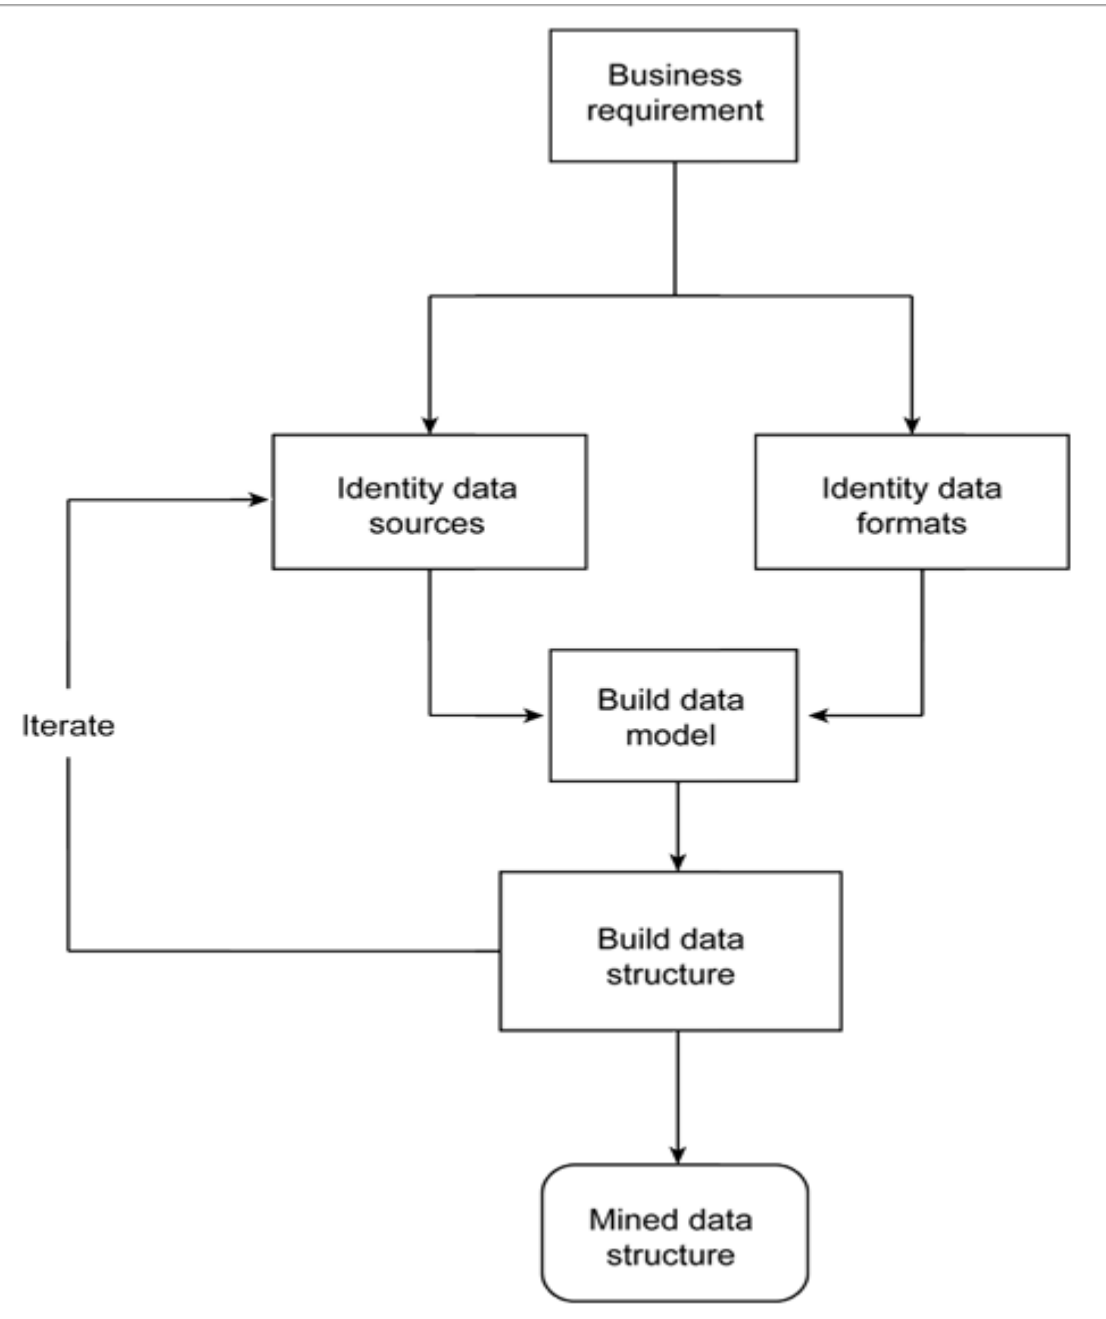 Business
requirement
Identity data
sources
Identity data
formats
Build data
model
Iterate
Build data
structure
Mined data
structure